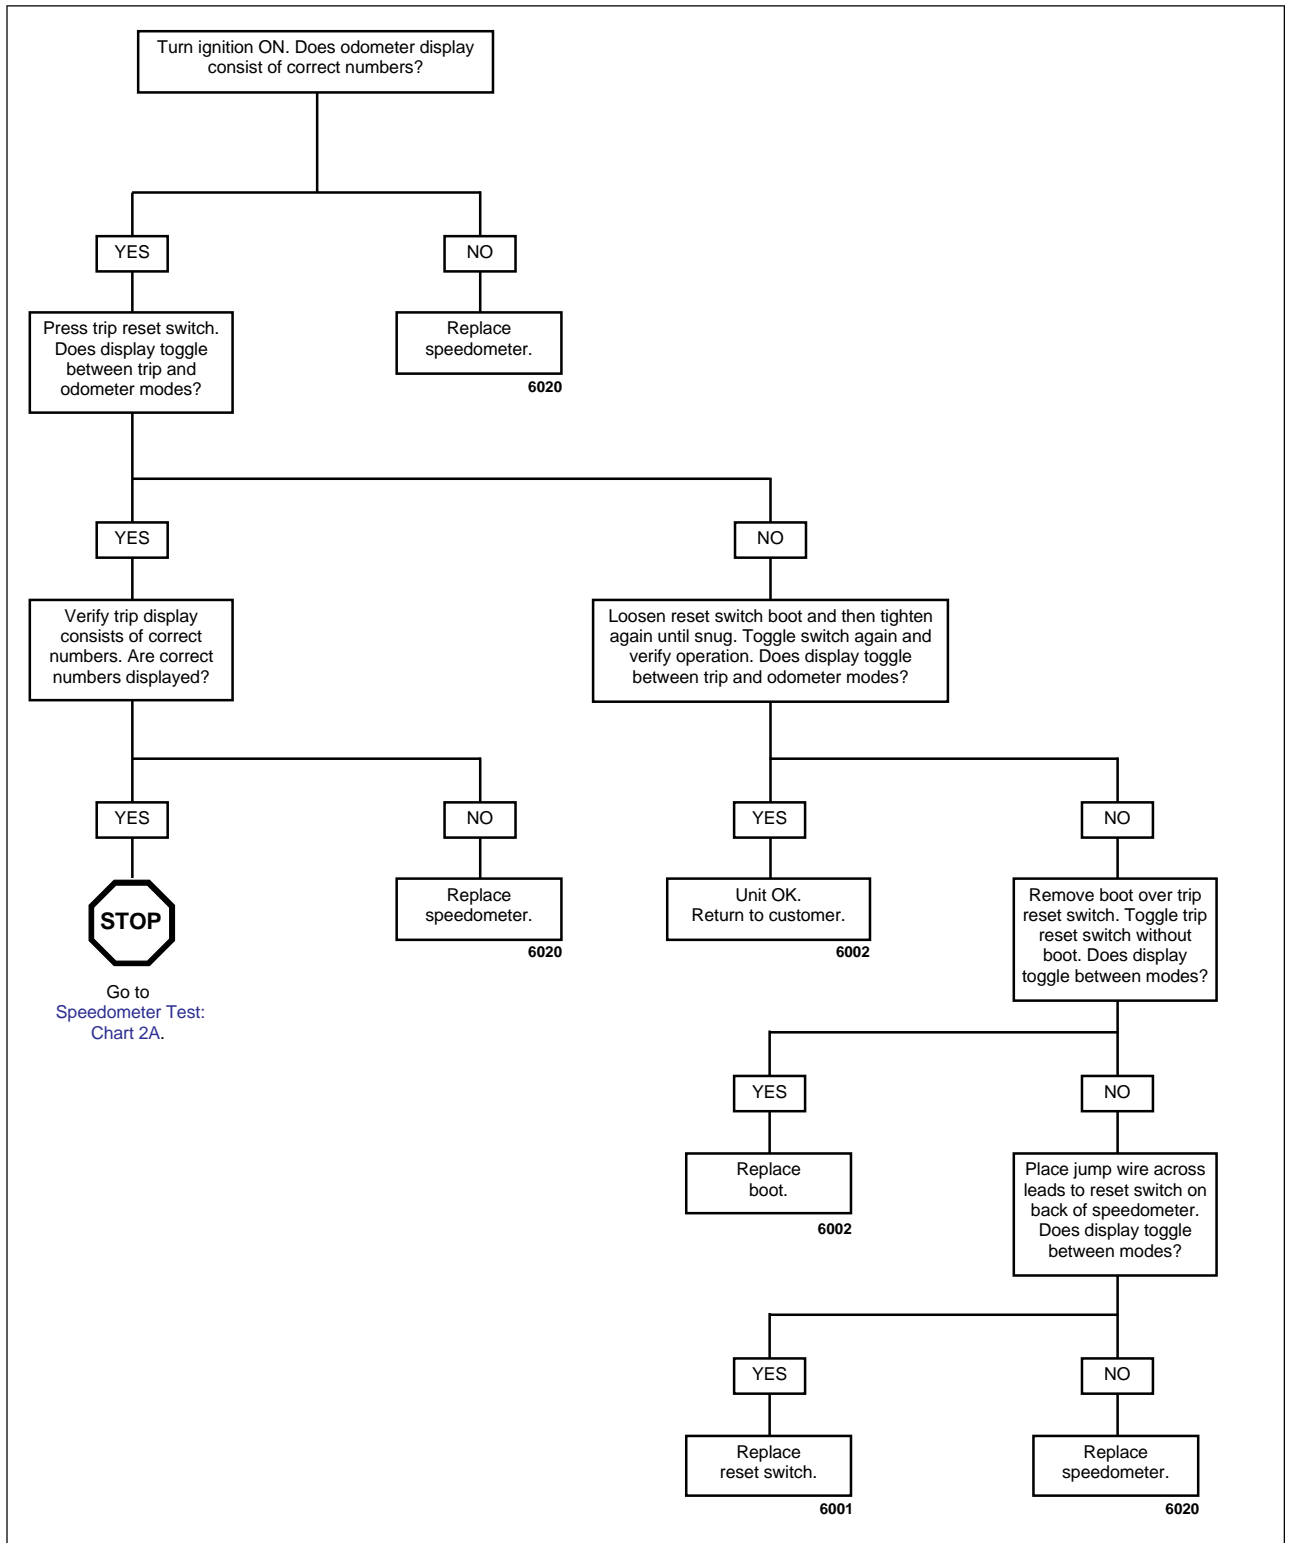 Turn ignition ON. Does odometer display
consist of correct numbers?
YES
NO
Press trip reset switch.
Does display toggle
between trip and
odometer modes?
Replace
speedometer.
6020
YES
NO
Verify trip display
consists of correct
numbers. Are correct
numbers displayed?
Loosen reset switch boot and then tighten
again until snug. Toggle switch again and
verify operation. Does display toggle
between trip and odometer modes?
YES
NO
YES
NO
STOP
Go to
Speedometer Test:
Chart 2A.
Replace
speedometer.
6020
Unit OK.
Return to customer.
6002
Remove boot over trip
reset switch. Toggle trip
reset switch without
boot. Does display
toggle between modes?
YES
NO
Replace
boot.
6002
Place jump wire across
leads to reset switch on
back of speedometer.
Does display toggle
between modes?
YES
NO
Replace
reset switch.
6001
Replace
speedometer.
6020